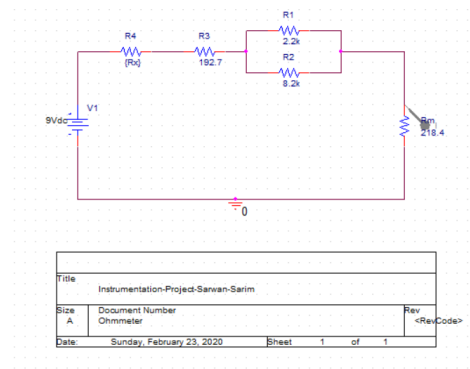 R1
2.2k
R4
R3
R2
{Rx}
192.7
8.2k
V1
9Vdc
Rm
218.4
0
Title
Instrumentation-Project-Sarwan-Sarim
Size
Document Number
Rev
A
Ohmmeter
<RevCode>
Date: Sunday, February 23, 2020 Sheet 1 of 1